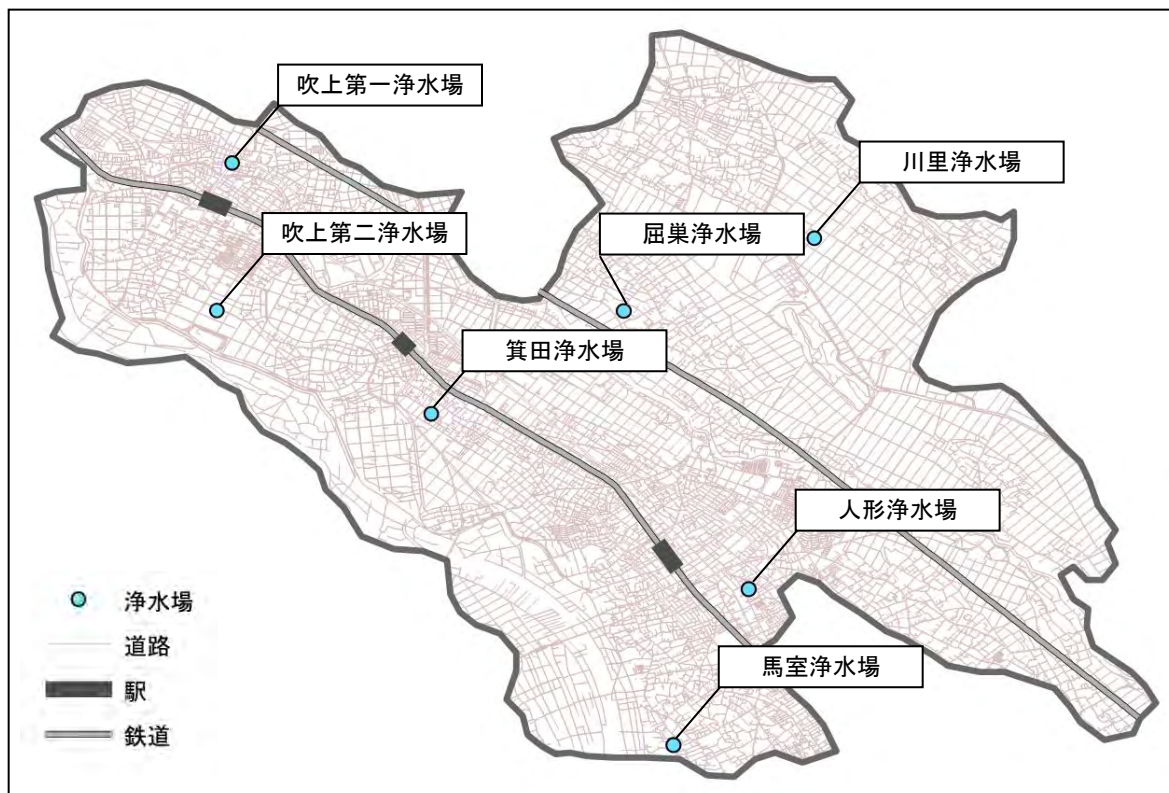 吹上第一浄水場
川里浄水場
吹上第二浄水場
屈巣浄水場
箕田浄水場
人形浄水場
馬室浄水場
浄水場
道路
駅
鉄道